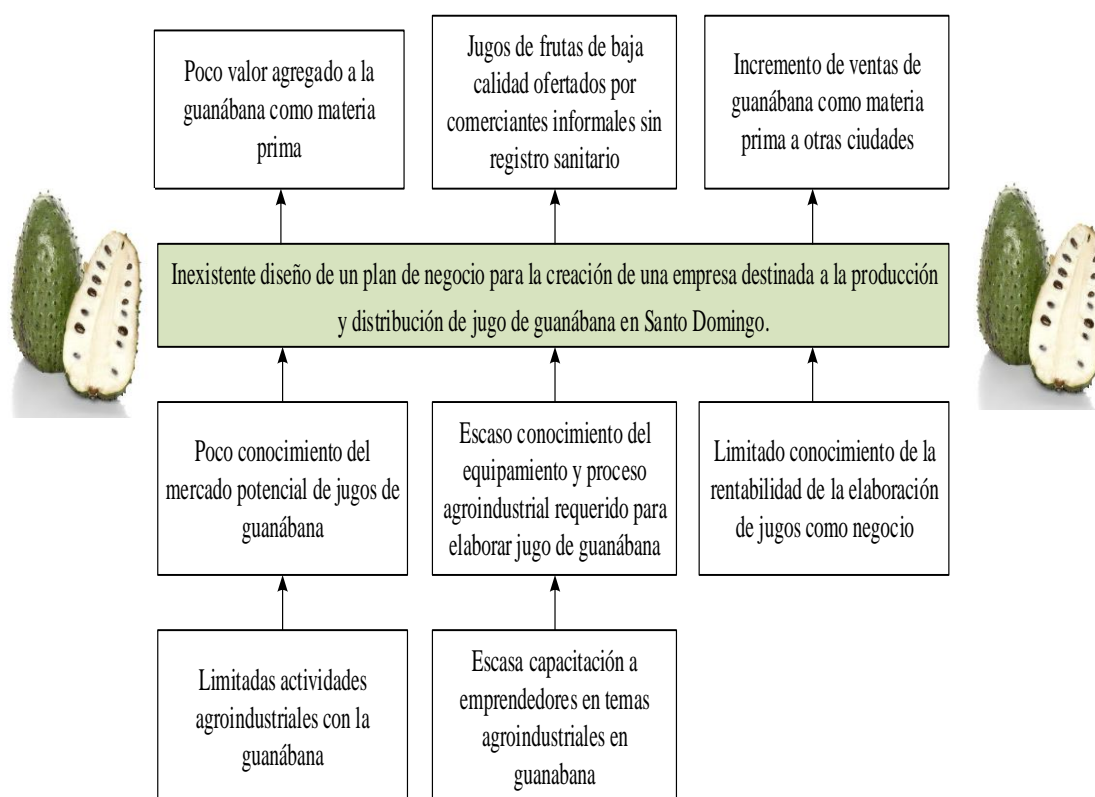 Poco valor agregado a la
guanábana como materia
prima
Jugos de frutas de baja
calidad ofertados por
comerciantes informales sin
registro sanitario
Incremento de ventas de
guanábana como materia
prima a otras ciudades
Inexistente diseño de un plan de negocio para la creación de una empresa destinada a la producción
y distribución de jugo de guanábana en Santo Domingo.
Poco conocimiento del
mercado potencial de jugos de
guanábana
Escaso conocimiento del
equipamiento y proceso
agroindustrial requerido para
elaborar jugo de guanábana
Limitado conocimiento de la
rentabilidad de la elaboración
de jugos como negocio
Limitadas actividades
agroindustriales con la
guanábana
Escasa capacitación a
emprendedores en temas
agroindustriales en
guanabana